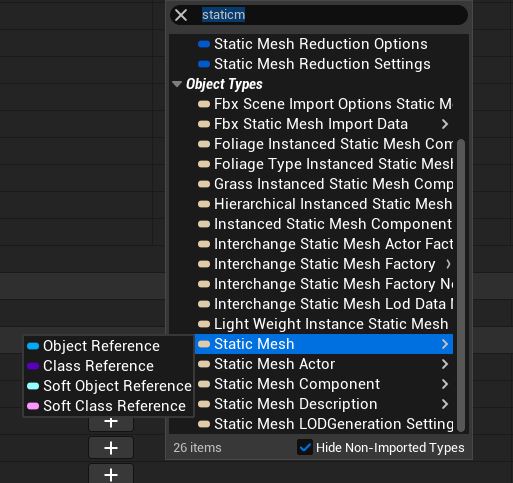 staticm
Static Mesh Reduction Options
Static Mesh Reduction Settings
Object Types
Fbx Scene Import Options Static M
Fbx Static Mesh Import Data
Foliage Instanced Static Mesh Com
Foliage Type Instanced Static Mesh
Grass Instanced Static Mesh Comp
Hierarchical Instanced Static Mesh
Instanced Static Mesh Component
Interchange Static Mesh Actor Fact
Interchange Static Mesh Factory
Interchange Static Mesh Factory No
Interchange Static Mesh Lod Data N
Light Weight Instance Static Mesh
Static Mesh
Static Mesh Actor
Static Mesh Component
Static Mesh Description
Static Mesh LODGeneration Setting
Object Reference
Class Reference
Soft Object Reference
Soft Class Reference
26 items
Hide Non-Imported Types